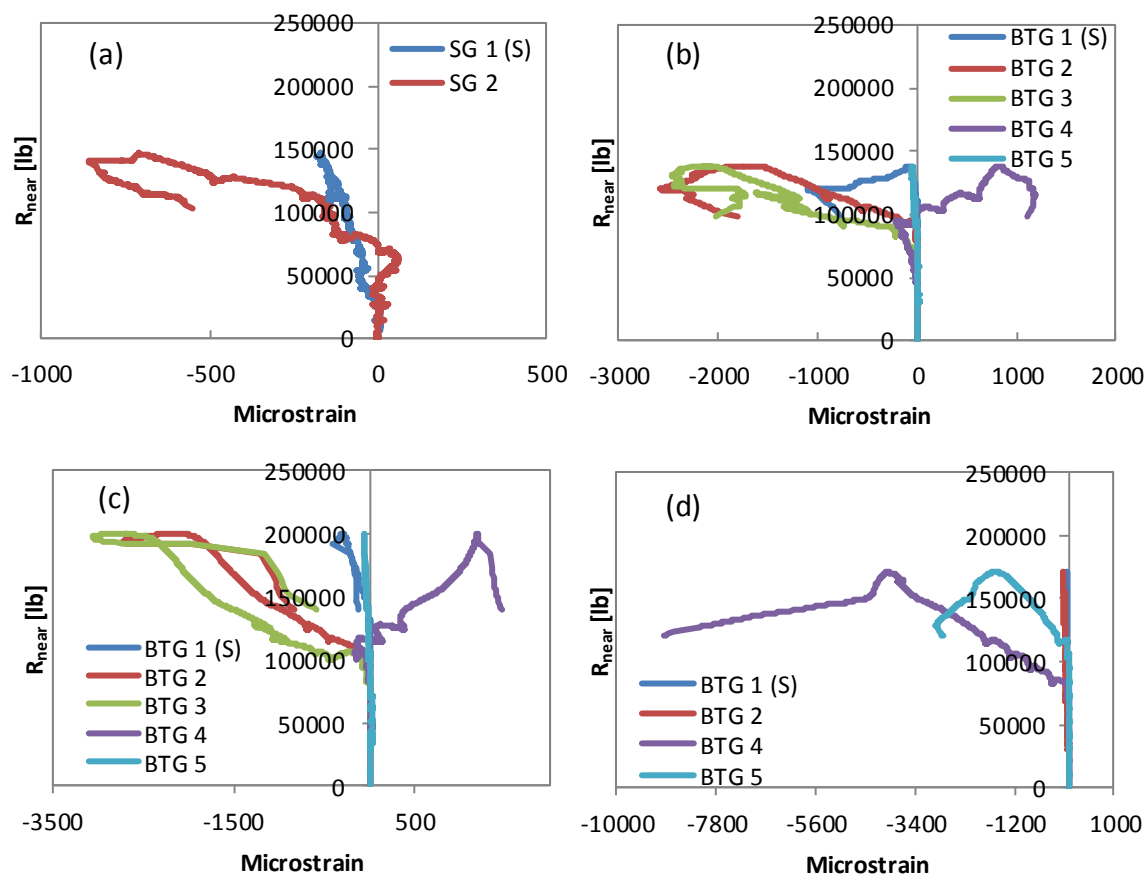 (a)
250000
200000
150000
100000
50000
0
SG 1 (S)
SG 2
R near [lb]
-1000 -500 0 500
Microstrain
(b)
250000
200000
150000
100000
50000
0
BTG 1 (S)
BTG 2
BTG 3
BTG 4
BTG 5
R near [lb]
-3000 -2000 -1000 0 1000 2000
Microstrain
(c)
250000
200000
150000
100000
50000
0
BTG 1 (S)
BTG 2
BTG 3
BTG 4
BTG 5
R near [lb]
-3500 -1500 500
Microstrain
(d)
250000
200000
150000
100000
50000
0
BTG 1 (S)
BTG 2
BTG 4
BTG 5
R near [lb]
-10000 -7800 -5600 -3400 -1200 1000
Microstrain